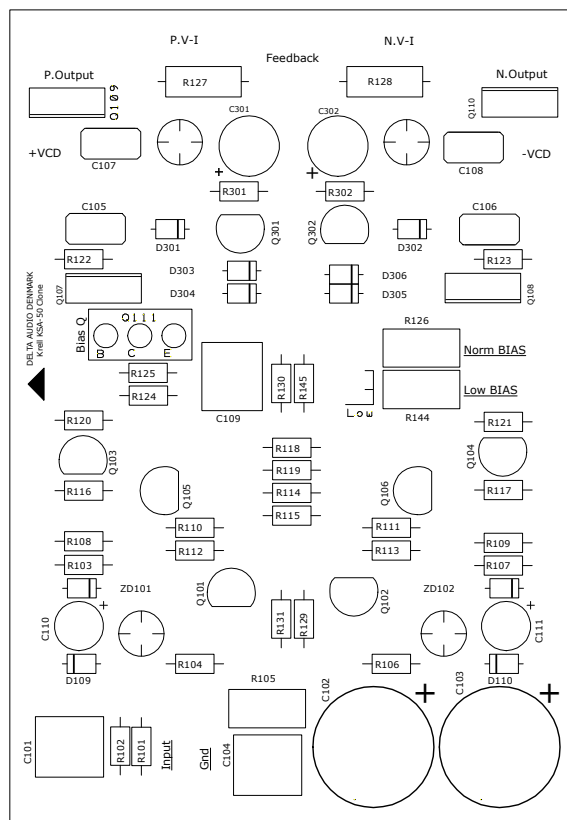 P.V-I
N.V-I
Feedback
P.Output
R127
R128
N.Output
Q109
Q110
C301
C302
+VCD
C107
-VCD
C108
+
+
R301
R302
C105
C106
Q301
Q302
D301
D302
R122
R123
D303
D306
Q107
D304
D305
Q108
DELTA AUDIO DENMARK
Krell KSA-50 Clone
Bias Q
Q111
B C E
R126
Norm BIAS
R125
R130
R145
R124
Low BIAS
Low
C109
R144
R120
R121
Q103
R118
Q104
R119
R116
Q105
R114
Q106
R117
R115
R110
R111
R108
R112
R113
R109
R103
R107
ZD101
Q101
Q102
ZD102
C110
+
R131
R129
+
C111
R104
R106
D109
D110
R105
C102
+
C103
+
C101
R102
R101
Input
Gnd
C104